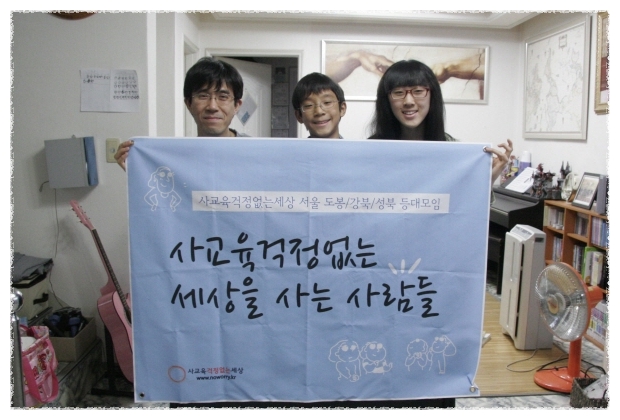 사교육걱정없는세상 서울 도봉/강북/성북 등대모임
사교육걱정없는
세상을 사는 사람들
사교육걱정없는세상
www.noworry.kr